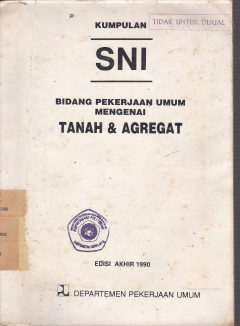 KUMPULAN
TIDAK UNTUK DIJUAL
SNI
BIDANG PEKERJAAN UMUM
MENGENAI
TANAH & AGREGAT
EDISI AKHIR 1990
DEPARTEMEN PEKERJAAN UMUM